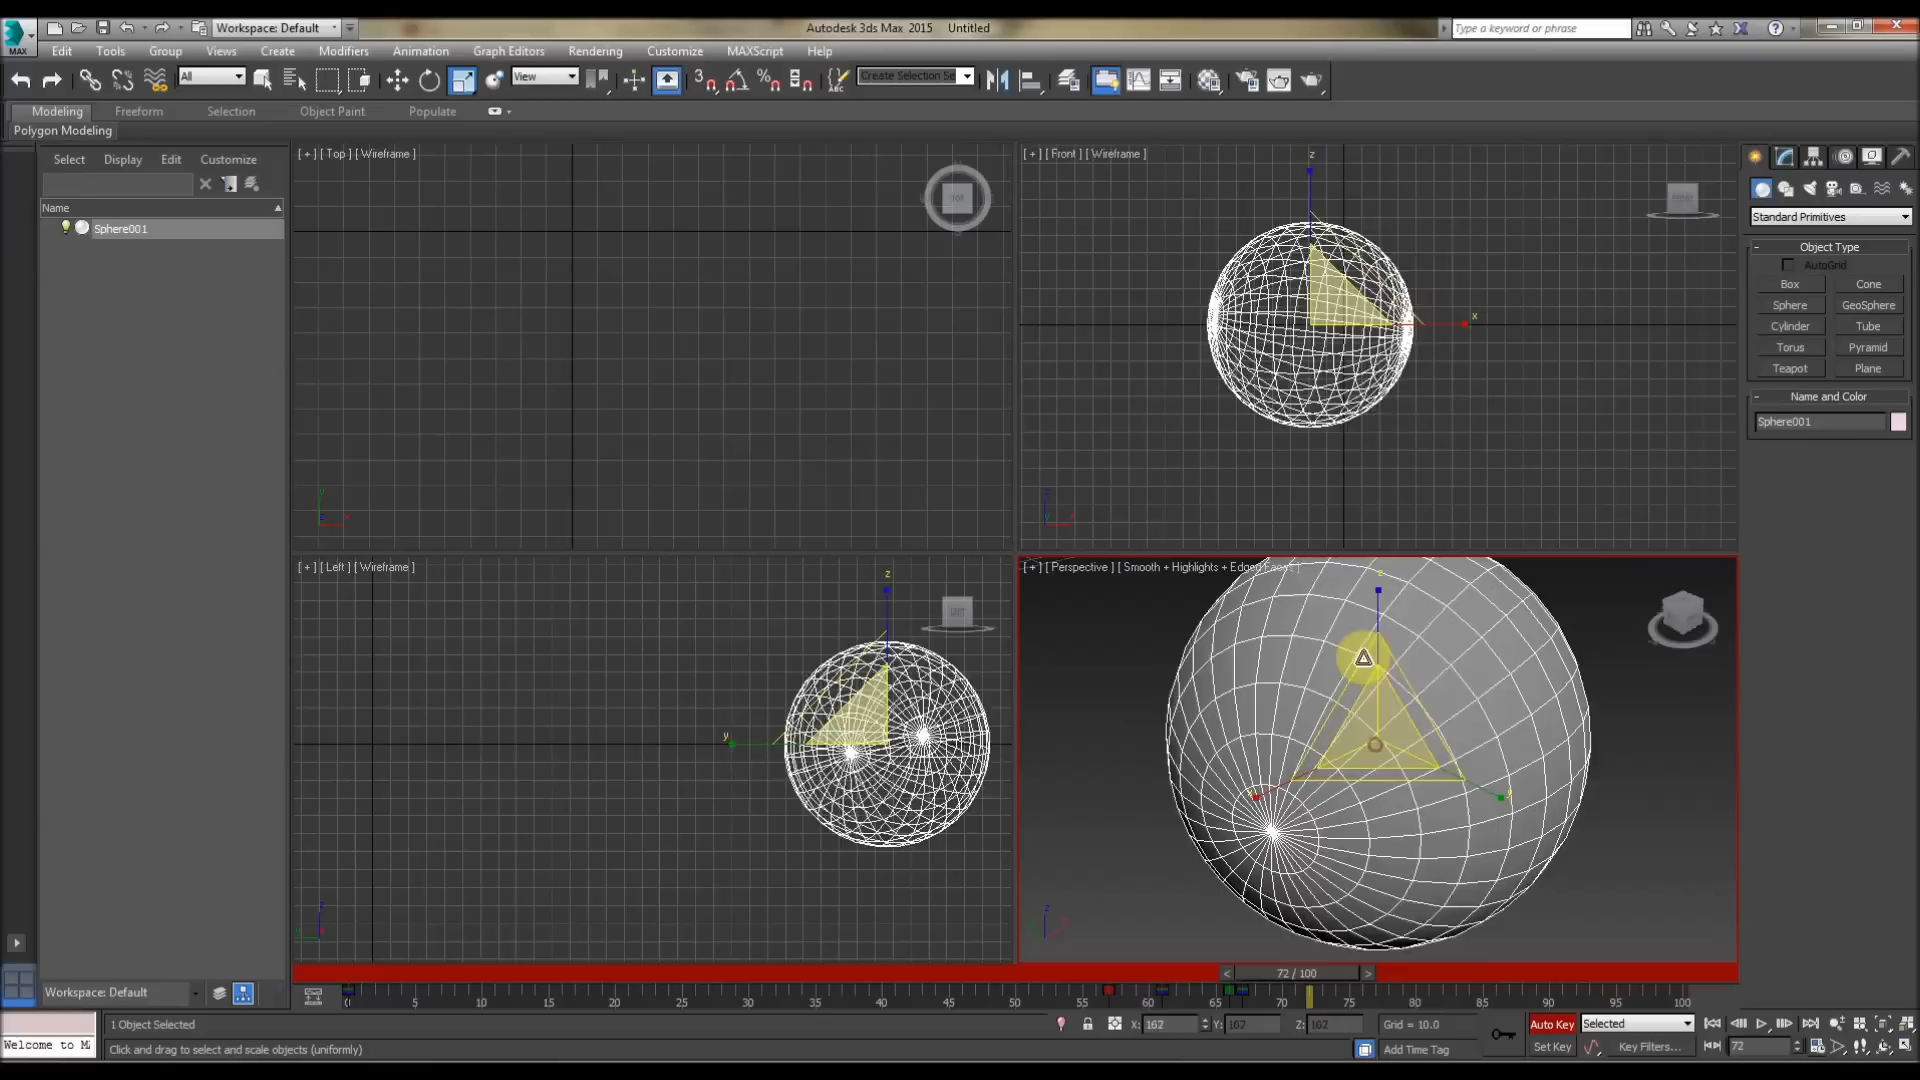 Workspace: Default
Autodesk 3ds Max 2015 Untitled
Type a keyword or phrase
MAX
Edit Tools Group Views Create Modifiers Animation Graph Editors Rendering Customize MAXScript Help
All
View
Create Selection Se
Modeling Freeform Selection Object Paint Populate
Polygon Modeling
Select Display Edit Customize
Name
Sphere001
[ + ] [ Top ] [ Wireframe ]
[ + ] [ Front ] [ Wireframe ]
[ + ] [ Left ] [ Wireframe ]
[ + ] [ Perspective ] [ Smooth + Highlights + Edged Faces ]
Standard Primitives
Object Type
AutoGrid
Box Cone
Sphere GeoSphere
Cylinder Tube
Torus Pyramid
Teapot Plane
Name and Color
Sphere001
z
x
z
y
TOP
72 / 100
Workspace: Default
0 5 10 15 20 25 30 35 40 45 50 55 60 65 70 75 80 85 90 95 100
1 Object Selected
X: 162 Y: 162 Z: 162
Grid = 10.0
Auto Key
Selected
Welcome to MA
Click and drag to select and scale objects (uniformly)
Add Time Tag
Set Key
Key Filters...
72